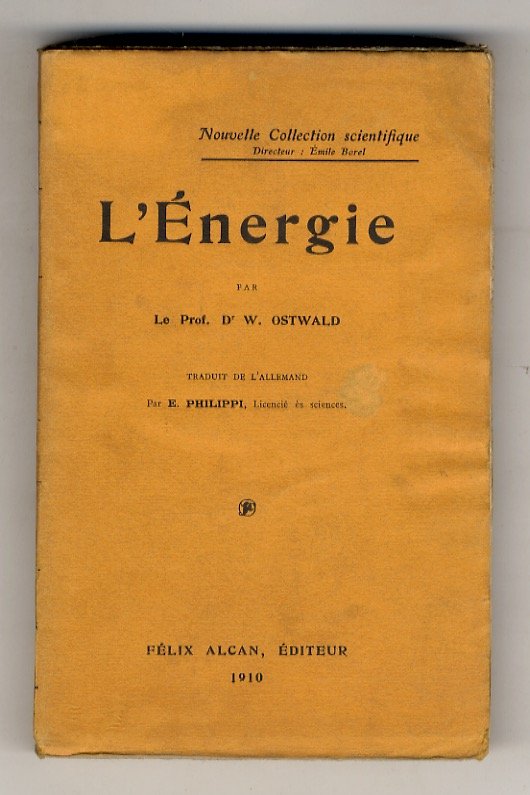 Nouvelle Collection scientifique
Directeur : Émile Borel
L'Énergie
PAR
Le Prof. Dr W. OSTWALD
TRADUIT DE L'ALLEMAND
Par E. PHILIPPI, Licencié ès sciences.
FÉLIX ALCAN, ÉDITEUR
1910